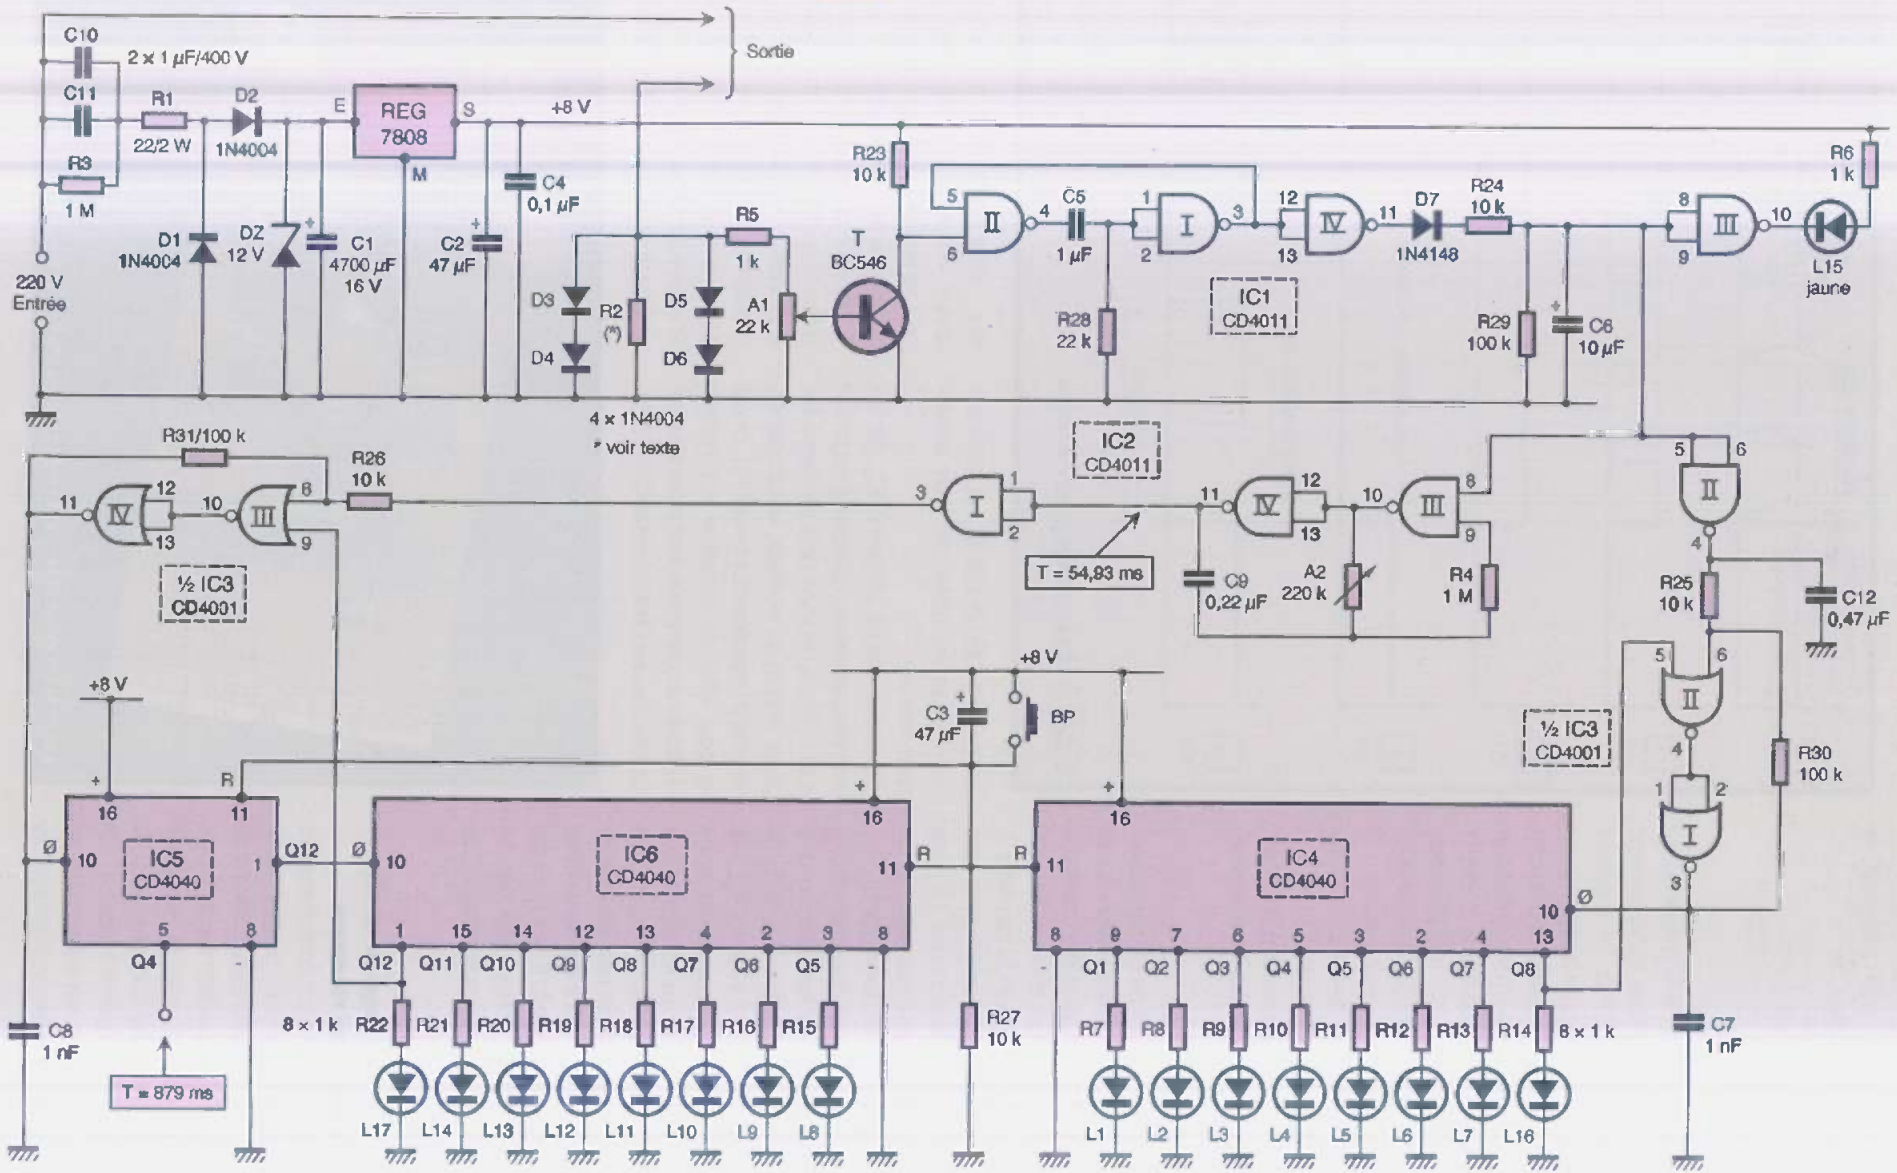 C10
2 x 1 µF/400 V
C11
R1
22/2 W
D2
1N4004
R3
1 M
E
REG
7808
S
M
+8 V
Sortie
220 V
Entrée
D1
1N4004
DZ
12 V
C1
4700 µF
16 V
C2
47 µF
C4
0,1 µF
D3
D4
R2
(*)
D5
D6
R5
1 k
A1
22 k
T
BC546
4 x 1N4004
* voir texte
R23
10 k
5
6
II
4
C5
1 µF
R28
22 k
1
2
I
3
12
13
IV
11
IC1
CD4011
D7
1N4148
R24
10 k
R29
100 k
C6
10 µF
8
9
III
10
L15
jaune
R6
1 k
R31/100 k
R26
10 k
11
IV
12
13
10
III
8
9
½ IC3
CD4001
IC2
CD4011
3
I
1
2
T = 54,93 ms
11
IV
12
13
10
III
8
9
C9
0,22 µF
A2
220 k
R4
1 M
5
6
II
4
R25
10 k
C12
0,47 µF
5
6
II
4
½ IC3
CD4001
1
2
I
3
R30
100 k
+8 V
16
R
11
Ø
10
IC5
CD4040
1
Q12
5
8
Q4
C8
1 nF
T = 879 ms
+8 V
C3
47 µF
BP
16
Ø
10
IC6
CD4040
11
R
1 15 14 12 13 4 2 3 8
Q12 Q11 Q10 Q9 Q8 Q7 Q6 Q5
8 x 1 k R22 R21 R20 R19 R18 R17 R16 R15
L17 L14 L13 L12 L11 L10 L9 L8
R27
10 k
16
R
11
IC4
CD4040
10
Ø
8 9 7 6 5 3 2 4 13
Q1 Q2 Q3 Q4 Q5 Q6 Q7 Q8
R7 R8 R9 R10 R11 R12 R13 R14 8 x 1 k
L1 L2 L3 L4 L5 L6 L7 L16
C7
1 nF